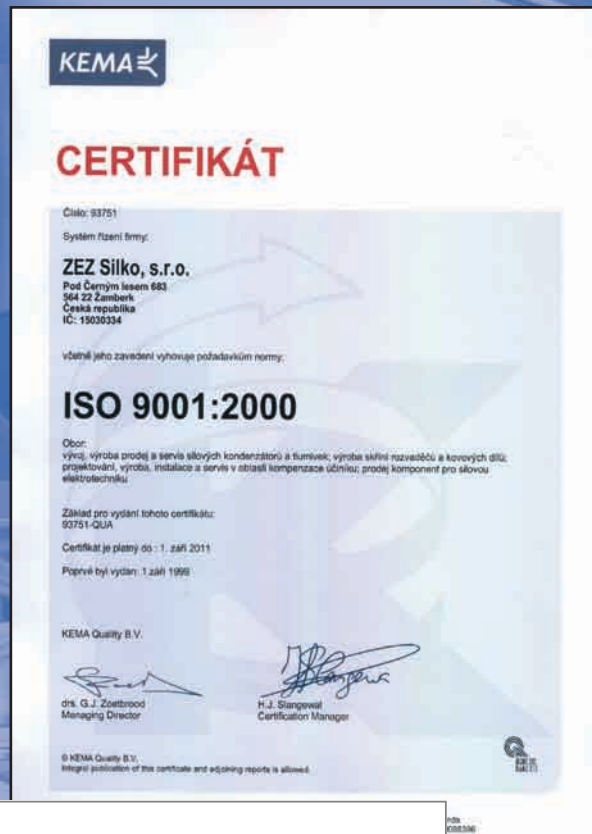 KEMA
CERTIFIKÁT
Číslo: 93751
Systém řízení firmy:
ZEZ Silko, s.r.o.
Pod Černým lesem 683
564 22 Žamberk
Česká republika
IČ: 15030334
včetně jeho zavedení vyhovuje požadavkům normy:
ISO 9001:2000
Obor:
vývoj, výroba prodej a servis silových kondenzátorů a tlumivek; výroba skříní rozvaděčů a kovových dílů;
projektování, výroba, instalace a servis v oblasti kompenzace účiníku; prodej komponent pro silovou
elektrotechniku
Základ pro vydání tohoto certifikátu:
93751-QUA
Certifikát je platný do : 1. září 2011
Poprvé byl vydán: 1.září 1999
KEMA Quality B.V.
drs. G.J. Zoetbrood
Managing Director
H.J. Slangewal
Certification Manager
© KEMA Quality B.V.
Integral publication of this certificate and adjoining reports is allowed